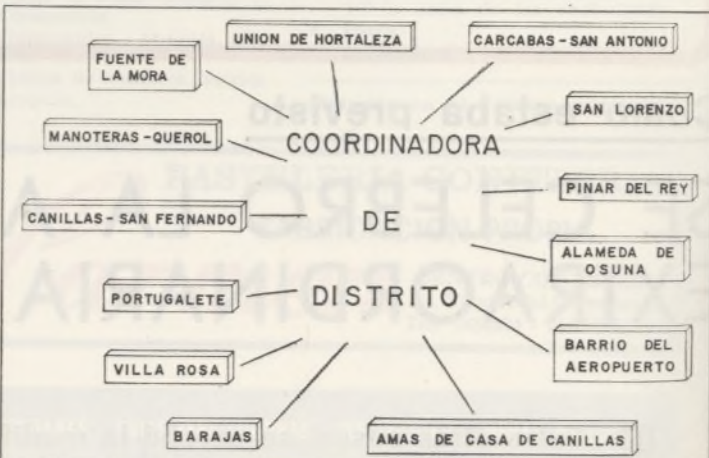 UNION DE HORTALEZA
CARCABAS-SAN ANTONIO
FUENTE DE
LA MORA
SAN LORENZO
MANOTERAS-QUEROL
COORDINADORA
PINAR DEL REY
CANILLAS-SAN FERNANDO
DE
ALAMEDA DE
OSUNA
PORTUGALETE
DISTRITO
BARRIO DEL
AEROPUERTO
VILLA ROSA
BARAJAS
AMAS DE CASA DE CANILLAS